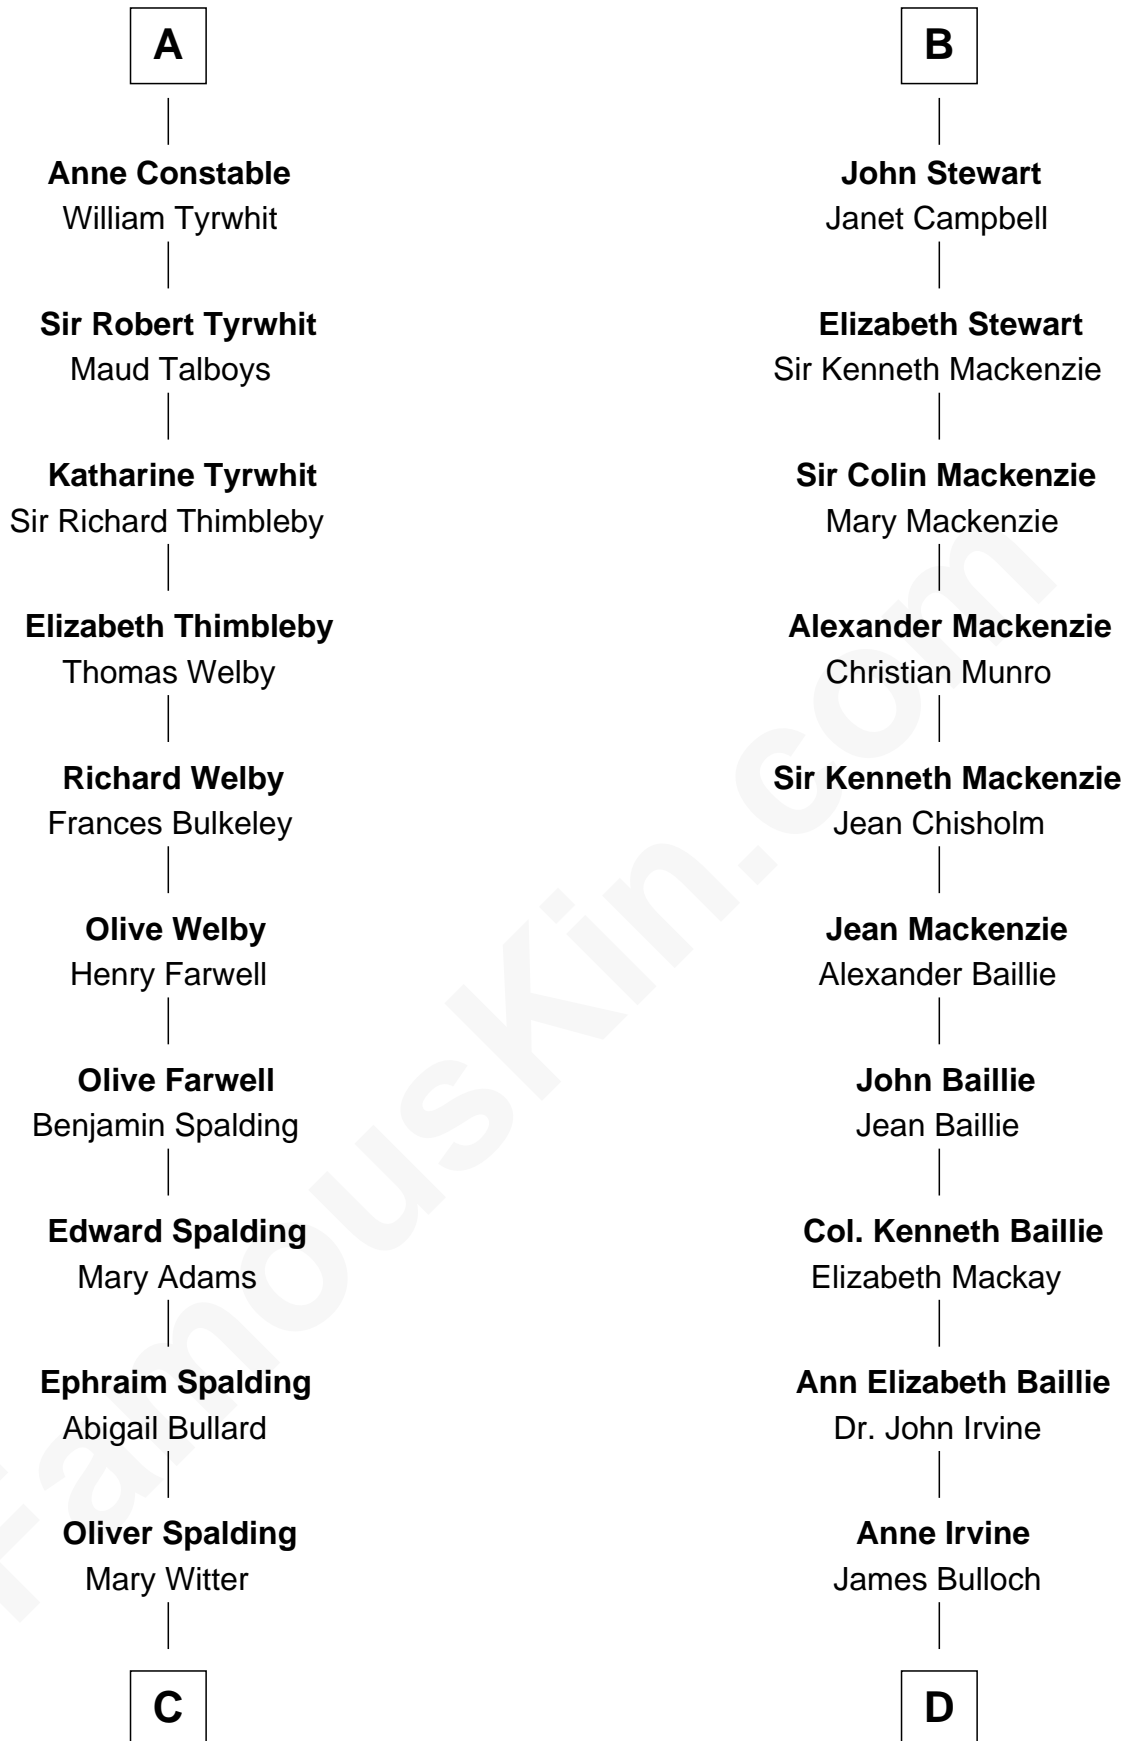 A
Anne Constable
William Tyrwhit
Sir Robert Tyrwhit
Maud Talboys
Katharine Tyrwhit
Sir Richard Thimbleby
Elizabeth Thimbleby
Thomas Welby
Richard Welby
Frances Bulkeley
Olive Welby
Henry Farwell
Olive Farwell
Benjamin Spalding
Edward Spalding
Mary Adams
Ephraim Spalding
Abigail Bullard
Oliver Spalding
Mary Witter
C
B
John Stewart
Janet Campbell
Elizabeth Stewart
Sir Kenneth Mackenzie
Sir Colin Mackenzie
Mary Mackenzie
Alexander Mackenzie
Christian Munro
Sir Kenneth Mackenzie
Jean Chisholm
Jean Mackenzie
Alexander Baillie
John Baillie
Jean Baillie
Col. Kenneth Baillie
Elizabeth Mackay
Ann Elizabeth Baillie
Dr. John Irvine
Anne Irvine
James Bulloch
D
FamousKin.com